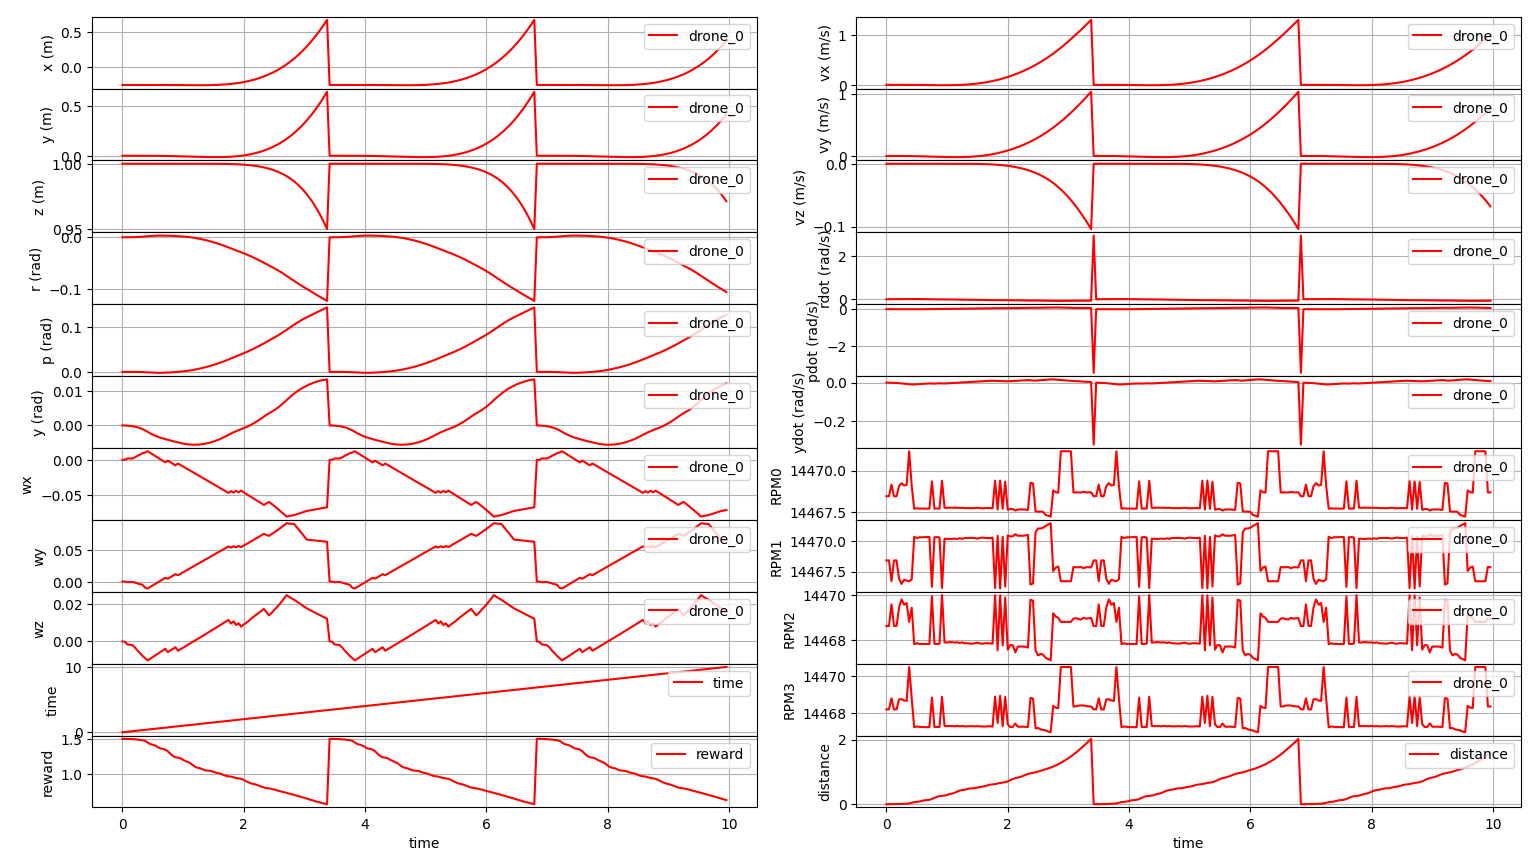 0.5
0.0
x (m)
drone_0
0.5
0.0
y (m)
drone_0
1.00
0.95
z (m)
drone_0
0.0
−0.1
r (rad)
drone_0
0.1
0.0
p (rad)
drone_0
0.01
0.00
y (rad)
drone_0
0.00
−0.05
wx
drone_0
0.05
0.00
wy
drone_0
0.02
0.00
wz
drone_0
10
0
time
time
1.5
1.0
reward
reward
0 2 4 6 8 10
time
1
0
vx (m/s)
drone_0
1
0
vy (m/s)
drone_0
0.0
−0.1
vz (m/s)
drone_0
2
0
rdot (rad/s)
drone_0
0
−2
pdot (rad/s)
drone_0
0.0
−0.2
ydot (rad/s)
drone_0
14470.0
14467.5
RPM0
drone_0
14470.0
14467.5
RPM1
drone_0
14470
14468
RPM2
drone_0
14470
14468
RPM3
drone_0
2
0
distance
distance
0 2 4 6 8 10
time